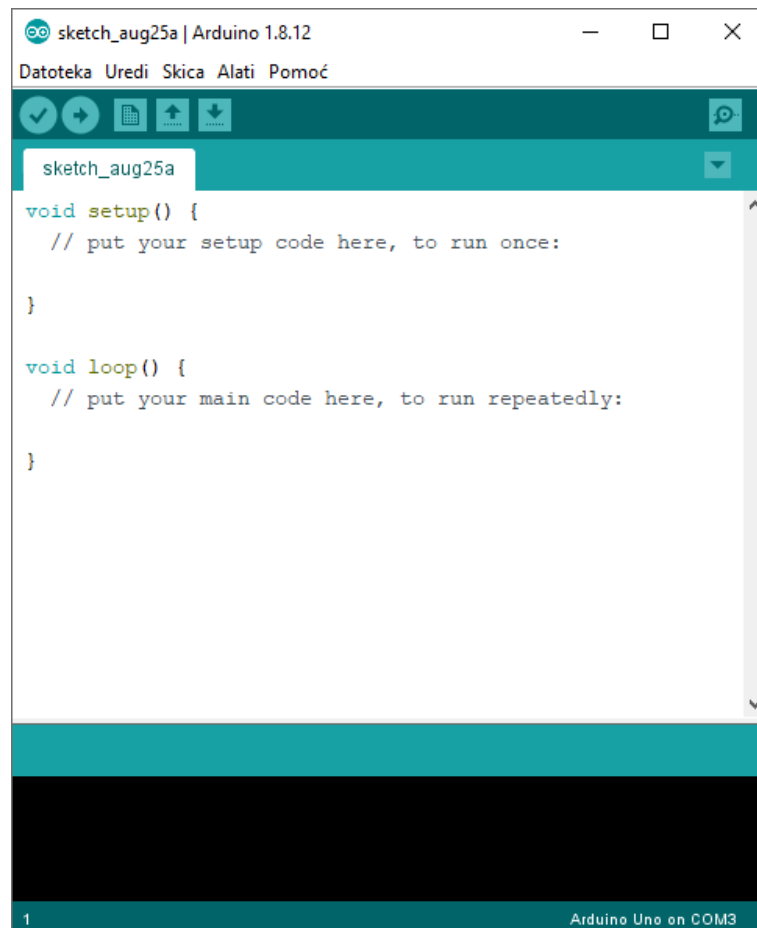 sketch_aug25a | Arduino 1.8.12
Datoteka Uredi Skica Alati Pomoć
sketch_aug25a
void setup() {
// put your setup code here, to run once:
}
void loop() {
// put your main code here, to run repeatedly:
}
1 Arduino Uno on COM3